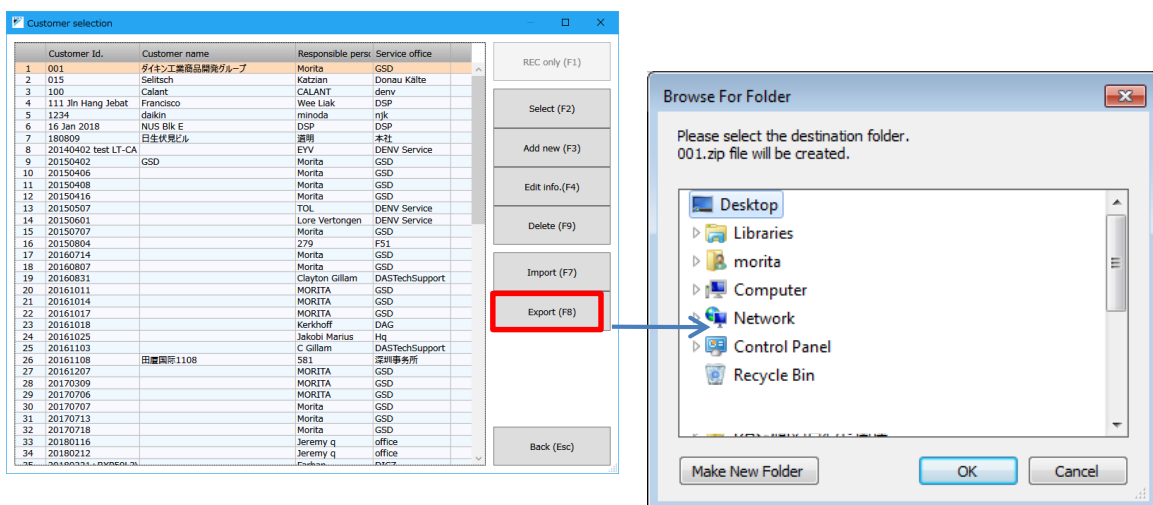 Customer selection
Customer Id. Customer name Responsible perso Service office
1 001 ダイキン工業商品開発グループ Morita GSD
2 015 Selitsch Katzian Donau Kälte
3 100 Calant CALANT denv
4 111 Jln Hang Jebat Francisco Wee Liak DSP
5 1234 daikin minoda njk
6 16 Jan 2018 NUS Blk E DSP DSP
7 180809 日生伏見ビル 道明 本社
8 20140402 test LT-CA EYV DENV Service
9 20150402 GSD Morita GSD
10 20150406 Morita GSD
11 20150408 Morita GSD
12 20150416 Morita GSD
13 20150507 TOL DENV Service
14 20150601 Lore Vertongen DENV Service
15 20150707 Morita GSD
16 20150804 279 F51
17 20160714 Morita GSD
18 20160807 Morita GSD
19 20160831 Clayton Gillam DASTechSupport
20 20161011 MORITA GSD
21 20161014 MORITA GSD
22 20161017 MORITA GSD
23 20161018 Kerkhoff DAG
24 20161025 Jakobi Marius Hq
25 20161103 C Gillam DASTechSupport
26 20161108 田厦国际1108 581 深圳事务所
27 20161207 MORITA GSD
28 20170309 MORITA GSD
29 20170706 MORITA GSD
30 20170707 Morita GSD
31 20170713 Morita GSD
32 20170718 Morita GSD
33 20180116 Jeremy q office
34 20180212 Jeremy q office
REC only (F1)
Select (F2)
Add new (F3)
Edit info.(F4)
Delete (F9)
Import (F7)
Export (F8)
Back (Esc)
Browse For Folder
Please select the destination folder.
001.zip file will be created.
Desktop
Libraries
morita
Computer
Network
Control Panel
Recycle Bin
Make New Folder OK Cancel